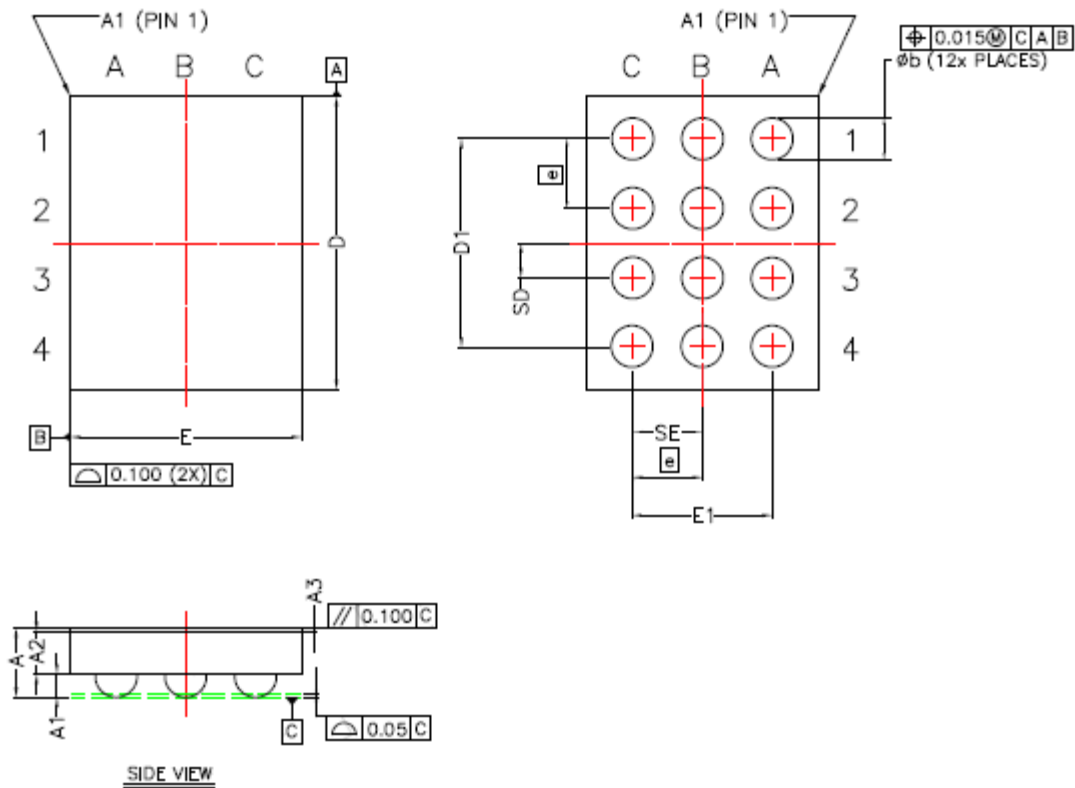 A1 (PIN 1)
A B C
A
1
2
3
4
D
B
E
0.100 (2X) C
A1 (PIN 1)
C B A
⌖ 0.015Ⓜ C A B
øb (12x PLACES)
1
2
3
4
e
D1
SD
SE
e
E1
A3
// 0.100 C
A
A2
A1
C
0.05 C
SIDE VIEW